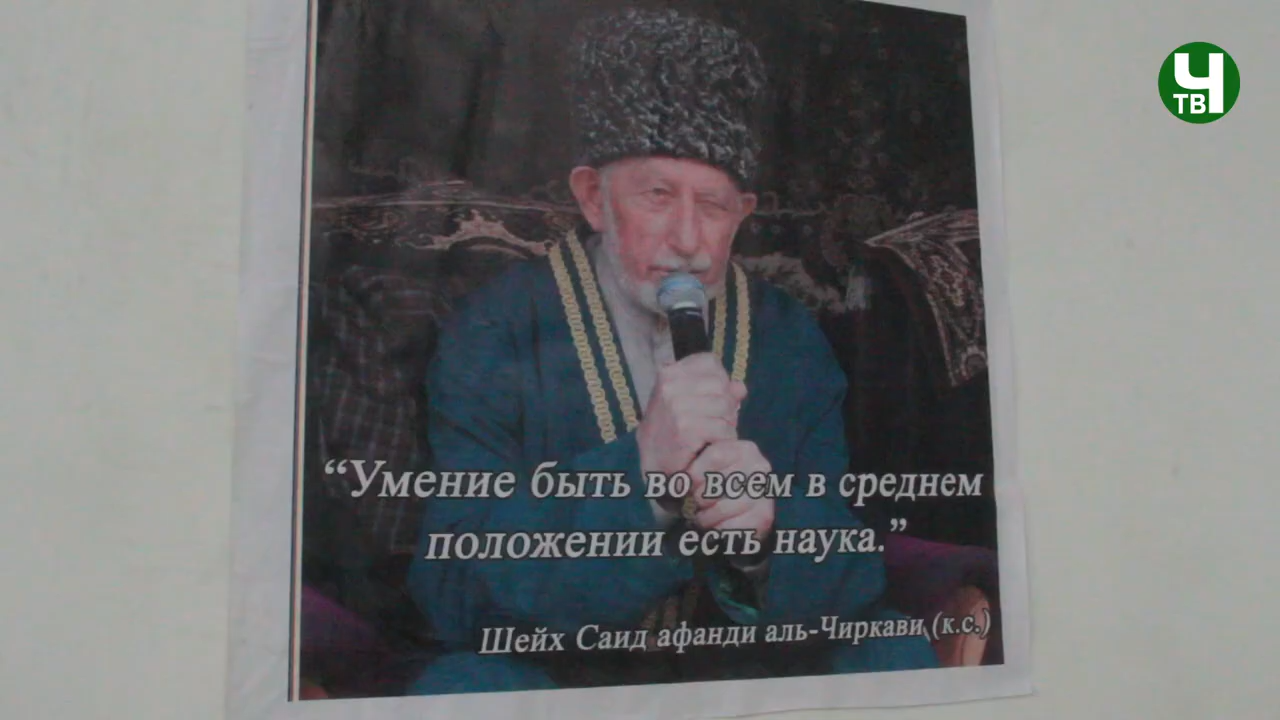 Ч
ТВ
“Умение быть во всем в среднем
положении есть наука.”
Шейх Саид афанди аль-Чиркави (к.с.)